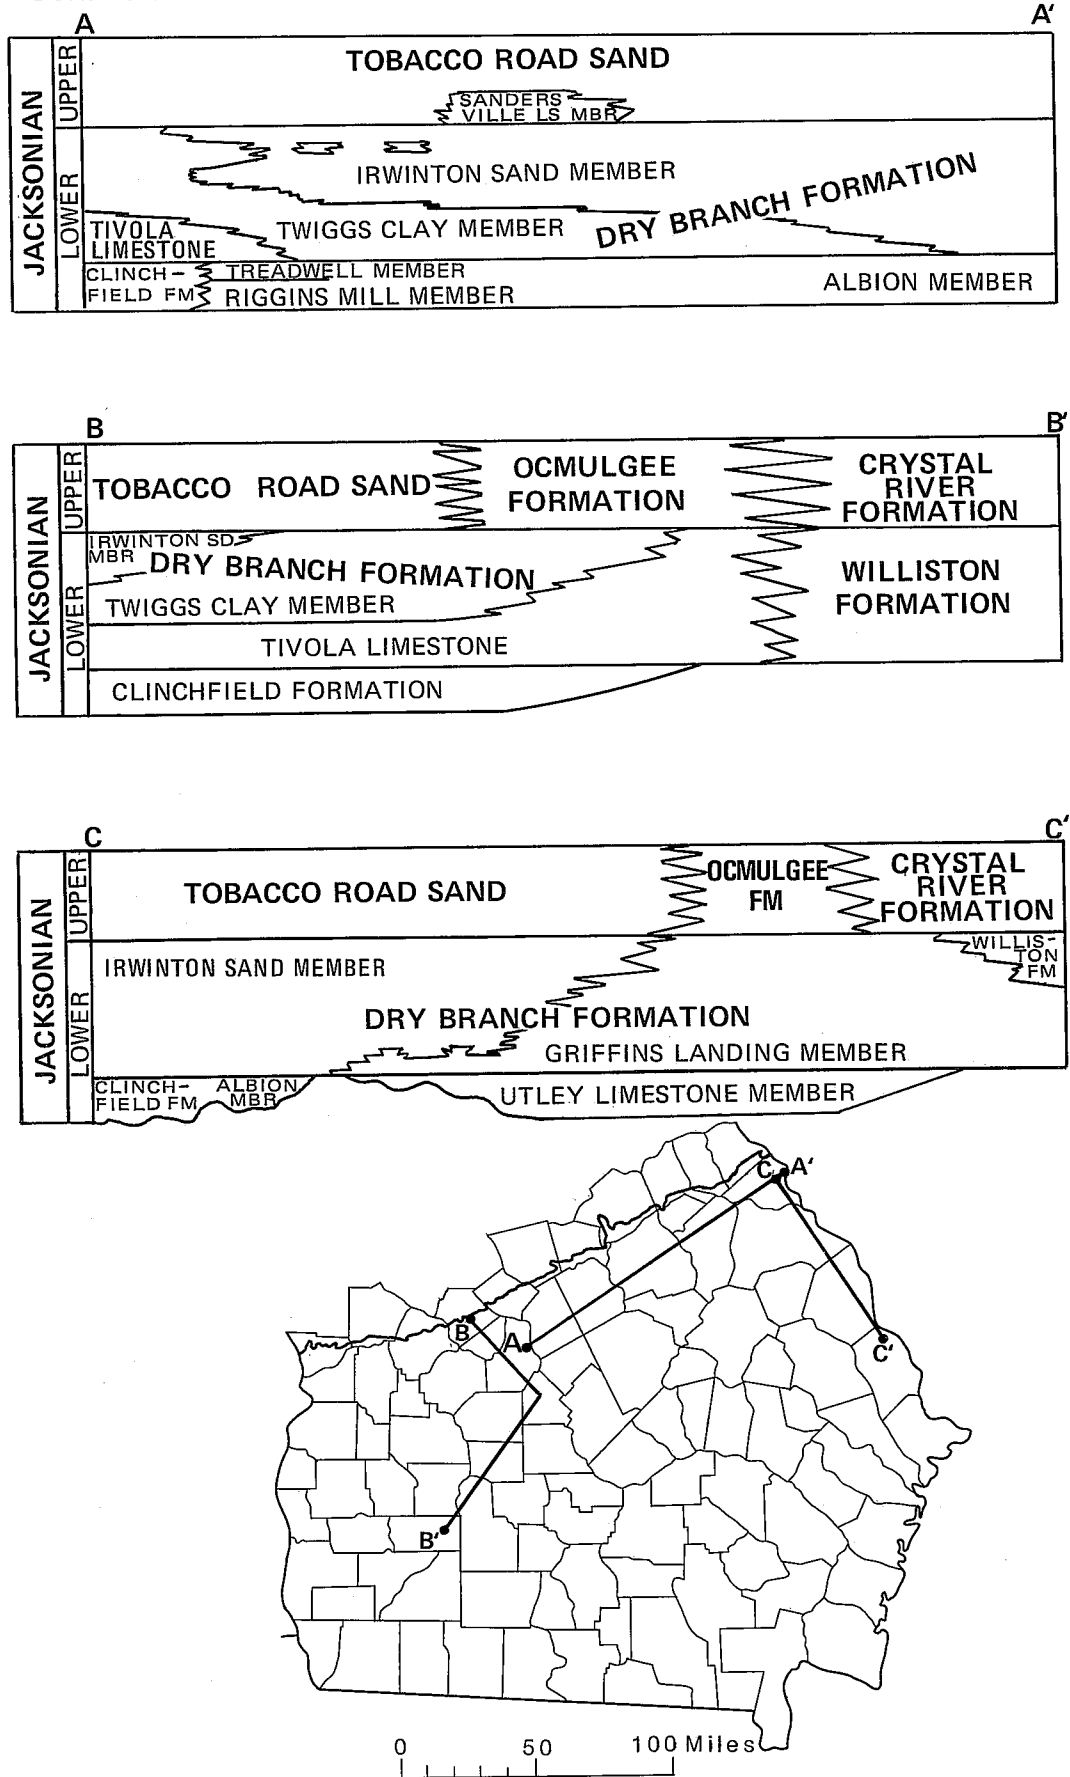 A
A'
JACKSONIAN
UPPER
LOWER
TOBACCO ROAD SAND
SANDERS
VILLE LS MBR
IRWINTON SAND MEMBER
DRY BRANCH FORMATION
TIVOLA
LIMESTONE
TWIGGS CLAY MEMBER
CLINCH-
FIELD FM
TREADWELL MEMBER
RIGGINS MILL MEMBER
ALBION MEMBER
B
B'
JACKSONIAN
UPPER
LOWER
TOBACCO ROAD SAND
OCMULGEE
FORMATION
CRYSTAL
RIVER
FORMATION
IRWINTON SD
MBR
DRY BRANCH FORMATION
TWIGGS CLAY MEMBER
WILLISTON
FORMATION
TIVOLA LIMESTONE
CLINCHFIELD FORMATION
C
C'
JACKSONIAN
UPPER
LOWER
TOBACCO ROAD SAND
OCMULGEE
FM
CRYSTAL
RIVER
FORMATION
IRWINTON SAND MEMBER
WILLIS-
TON
FM
DRY BRANCH FORMATION
GRIFFINS LANDING MEMBER
CLINCH-
FIELD FM
ALBION
MBR
UTLEY LIMESTONE MEMBER
C
A'
B
A
C'
B'
0 50 100 Miles